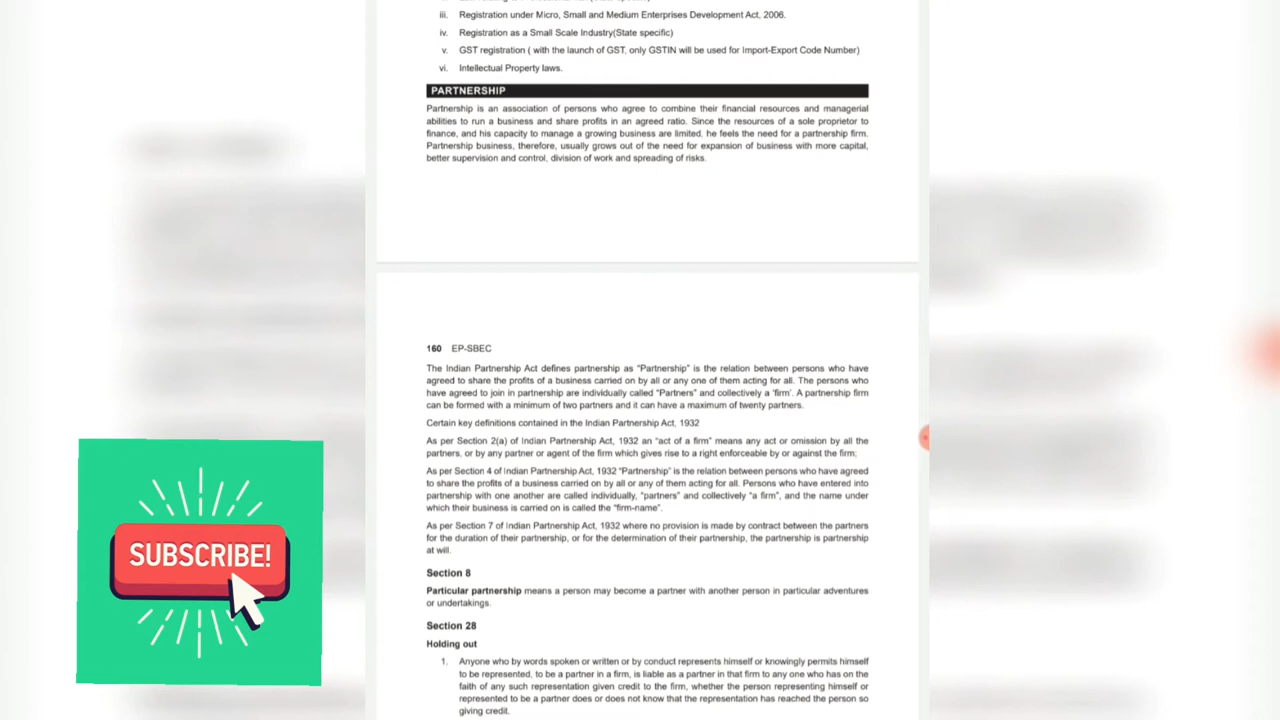 iii. Registration under Micro, Small and Medium Enterprises Development Act, 2006.
iv. Registration as a Small Scale Industry(State specific)
v. GST registration ( with the launch of GST, only GSTIN will be used for Import-Export Code Number)
vi. Intellectual Property laws.
PARTNERSHIP
Partnership is an association of persons who agree to combine their financial resources and managerial
abilities to run a business and share profits in an agreed ratio. Since the resources of a sole proprietor to
finance, and his capacity to manage a growing business are limited, he feels the need for a partnership firm.
Partnership business, therefore, usually grows out of the need for expansion of business with more capital,
better supervision and control, division of work and spreading of risks.
160 EP-SBEC
The Indian Partnership Act defines partnership as "Partnership" is the relation between persons who have
agreed to share the profits of a business carried on by all or any one of them acting for all. The persons who
have agreed to join in partnership are individually called "Partners" and collectively a 'firm'. A partnership firm
can be formed with a minimum of two partners and it can have a maximum of twenty partners.
Certain key definitions contained in the Indian Partnership Act, 1932
As per Section 2(a) of Indian Partnership Act, 1932 an "act of a firm" means any act or omission by all the
partners, or by any partner or agent of the firm which gives rise to a right enforceable by or against the firm;
As per Section 4 of Indian Partnership Act, 1932 "Partnership" is the relation between persons who have agreed
to share the profits of a business carried on by all or any of them acting for all. Persons who have entered into
partnership with one another are called individually, "partners" and collectively "a firm", and the name under
which their business is carried on is called the "firm-name".
As per Section 7 of Indian Partnership Act, 1932 where no provision is made by contract between the partners
for the duration of their partnership, or for the determination of their partnership, the partnership is partnership
at will.
Section 8
Particular partnership means a person may become a partner with another person in particular adventures
or undertakings.
Section 28
Holding out
1. Anyone who by words spoken or written or by conduct represents himself or knowingly permits himself
to be represented, to be a partner in a firm, is liable as a partner in that firm to any one who has on the
faith of any such representation given credit to the firm, whether the person representing himself or
represented to be a partner does or does not know that the representation has reached the person so
giving credit.
SUBSCRIBE!